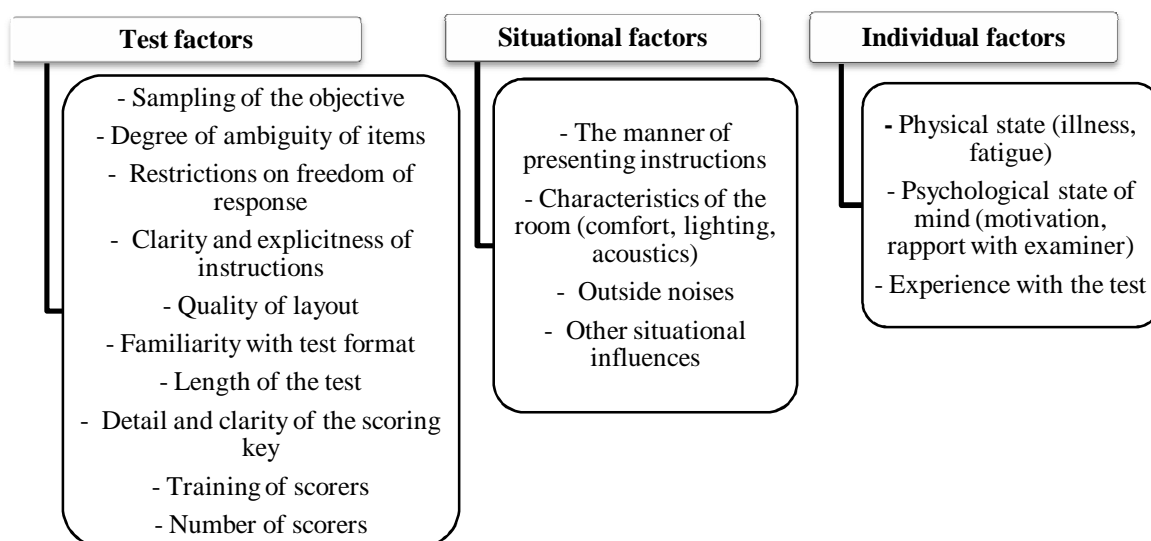 Test factors
- Sampling of the objective
- Degree of ambiguity of items
- Restrictions on freedom of
response
- Clarity and explicitness of
instructions
- Quality of layout
- Familiarity with test format
- Length of the test
- Detail and clarity of the scoring
key
- Training of scorers
- Number of scorers
Situational factors
- The manner of
presenting instructions
- Characteristics of the
room (comfort, lighting,
acoustics)
- Outside noises
- Other situational
influences
Individual factors
- Physical state (illness,
fatigue)
- Psychological state of
mind (motivation,
rapport with examiner)
- Experience with the test